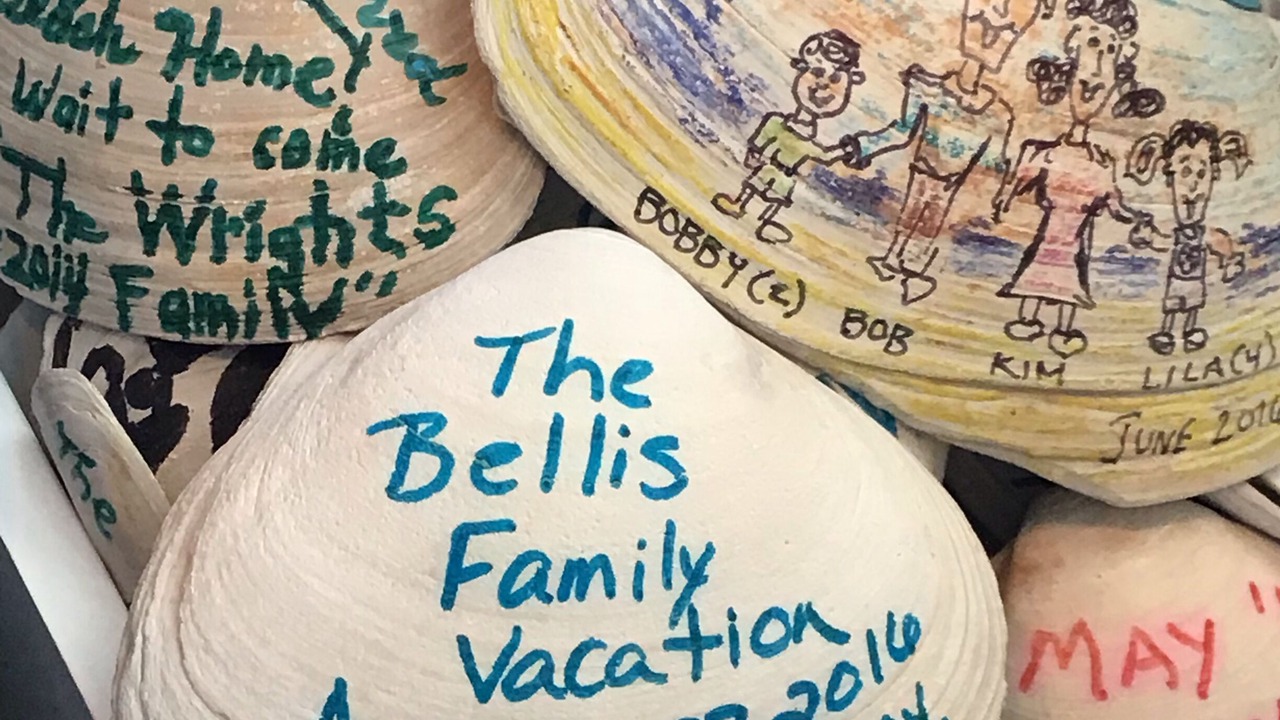 Home
Wait to come
"The Wrights
Family"
BOBBY (2)
BOB
KIM
LILA (4)
JUNE 2016
The
The
Bellis
Family
Vacation
2016
MAY